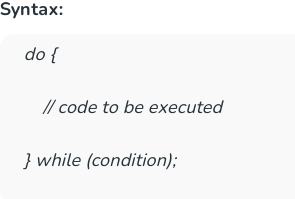 Syntax:
do {
// code to be executed
} while (condition);